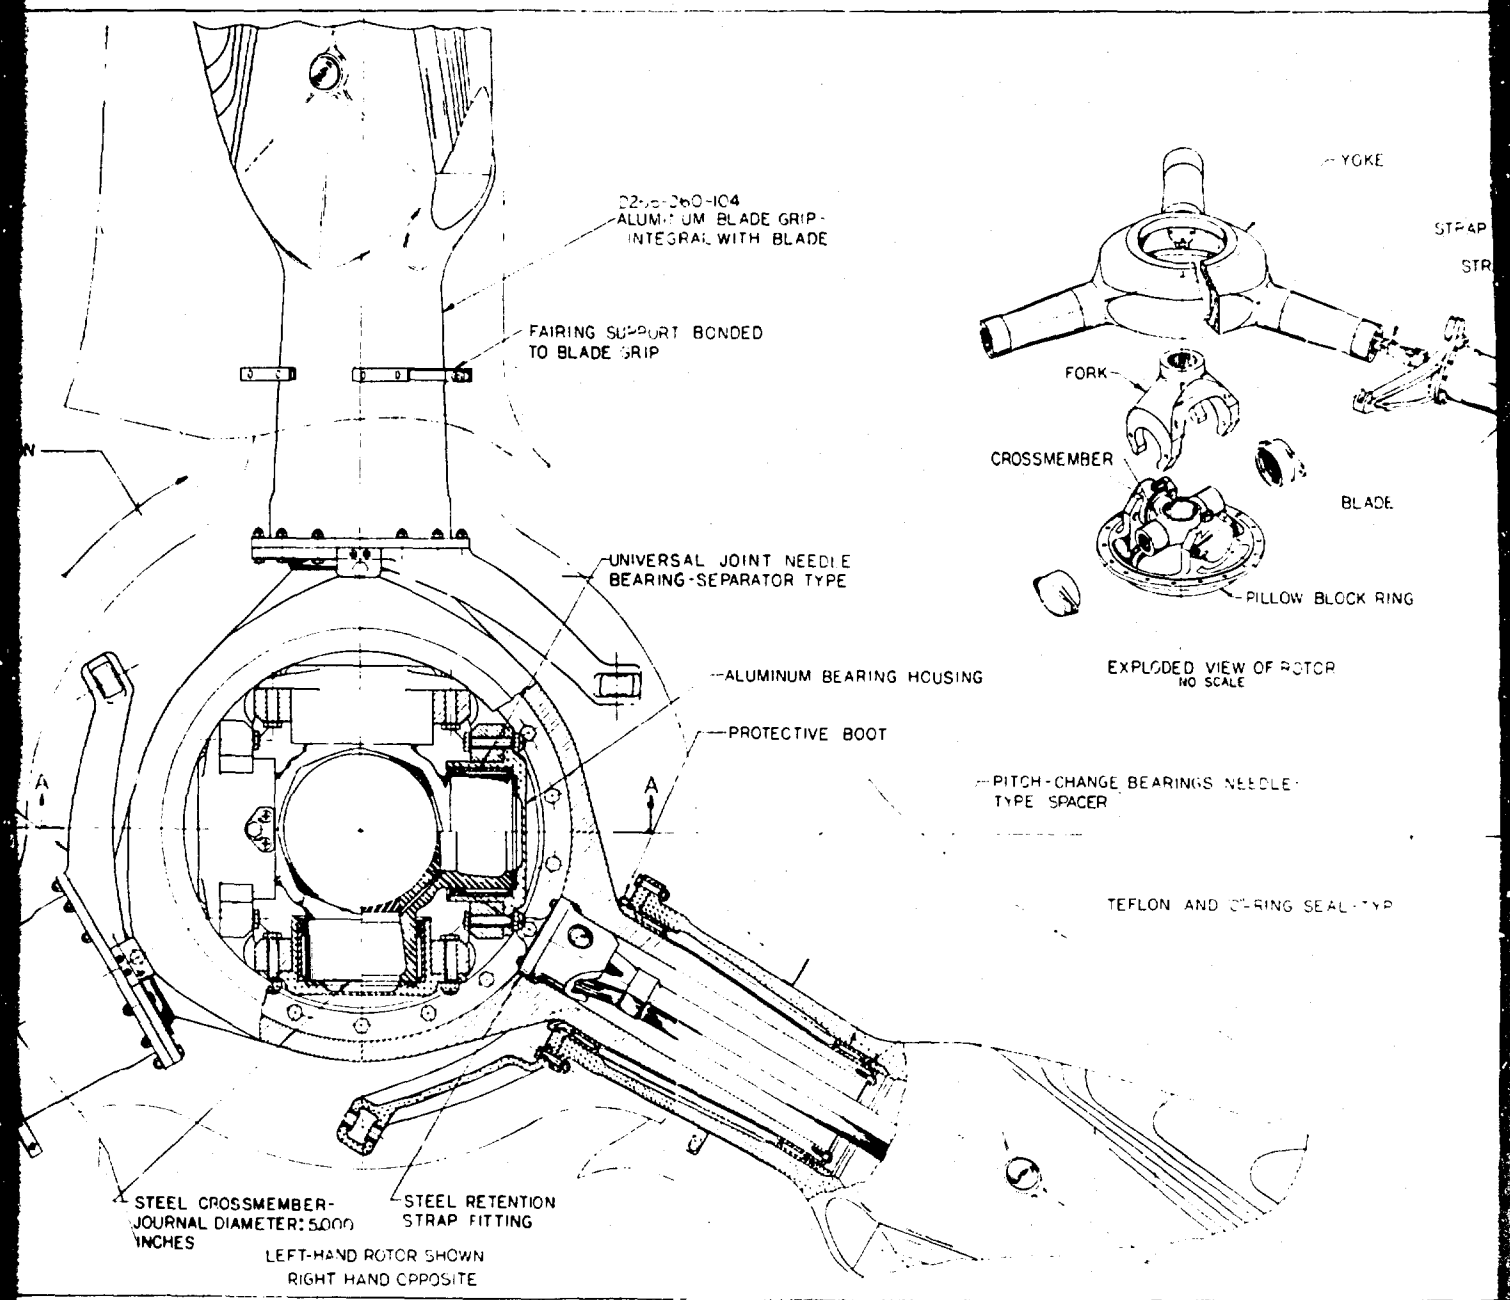 ALUMINUM BLADE GRIP-
INTEGRAL WITH BLADE
FAIRING SUPPORT BONDED
TO BLADE GRIP
N
UNIVERSAL JOINT NEEDLE
BEARING-SEPARATOR TYPE
ALUMINUM BEARING HOUSING
PROTECTIVE BOOT
A
A
STEEL CROSSMEMBER-
JOURNAL DIAMETER: 5.000
INCHES
STEEL RETENTION
STRAP FITTING
LEFT-HAND ROTOR SHOWN
RIGHT HAND OPPOSITE
YOKE
STRAP
STR
FORK
CROSSMEMBER
BLADE
PILLOW BLOCK RING
EXPLODED VIEW OF ROTOR
NO SCALE
PITCH-CHANGE BEARINGS NEEDLE-
TYPE SPACER
TEFLON AND O-RING SEAL-TYP